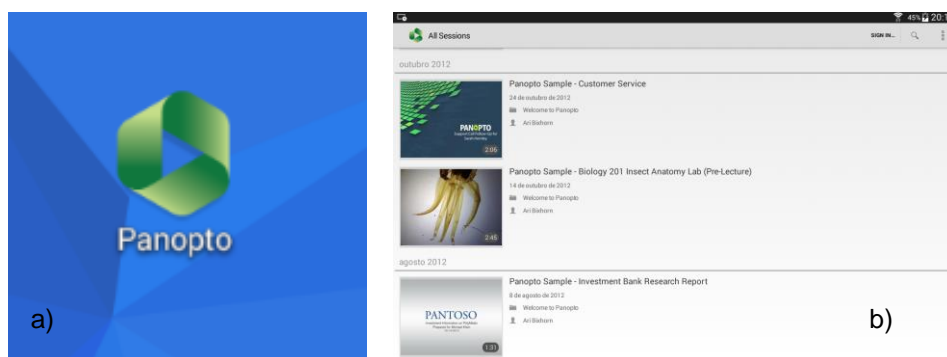 Panopto
a)
45% 20:1
All Sessions
SIGN IN...
outubro 2012
Panopto Sample - Customer Service
24 de outubro de 2012
Welcome to Panopto
Ari Bixhorn
PANOPTO
2:06
Panopto Sample - Biology 201 Insect Anatomy Lab (Pre-Lecture)
14 de outubro de 2012
Welcome to Panopto
Ari Bixhorn
2:45
agosto 2012
Panopto Sample - Investment Bank Research Report
8 de agosto de 2012
Welcome to Panopto
Ari Bixhorn
PANTOSO
1:31
b)